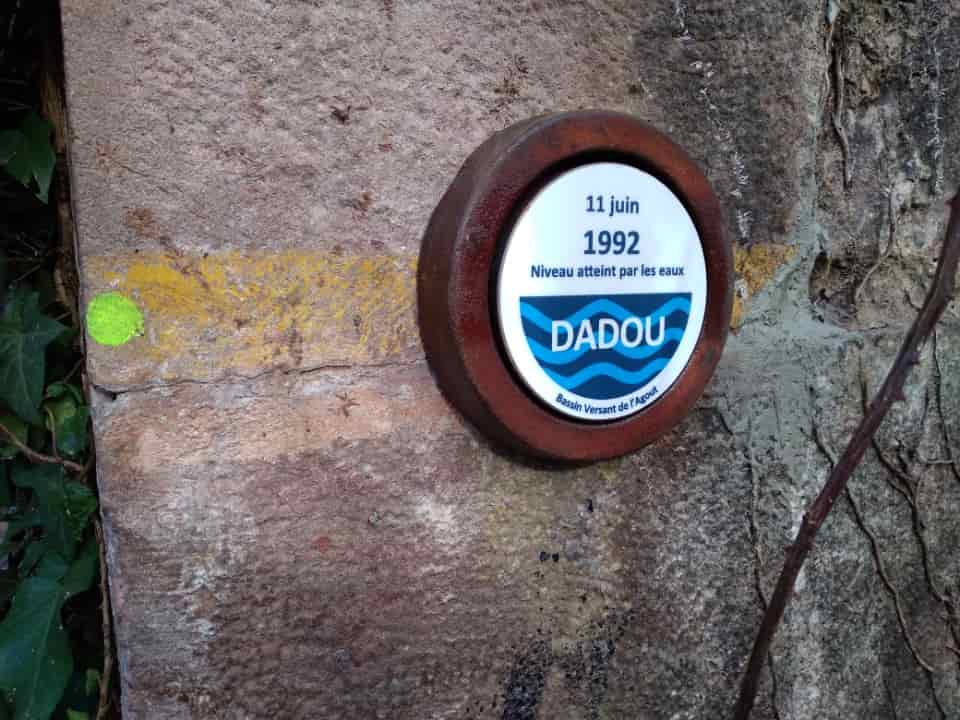 11 juin
1992
Niveau atteint par les eaux
DADOU
Bassin Versant de l'Agout